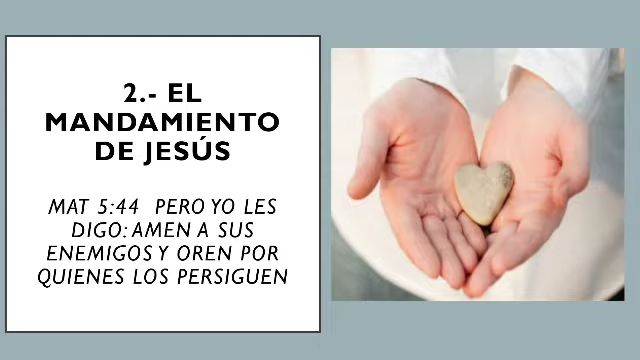 2.- EL
MANDAMIENTO
DE JESÚS
MAT 5:44 PERO YO LES
DIGO: AMEN A SUS
ENEMIGOS Y OREN POR
QUIENES LOS PERSIGUEN